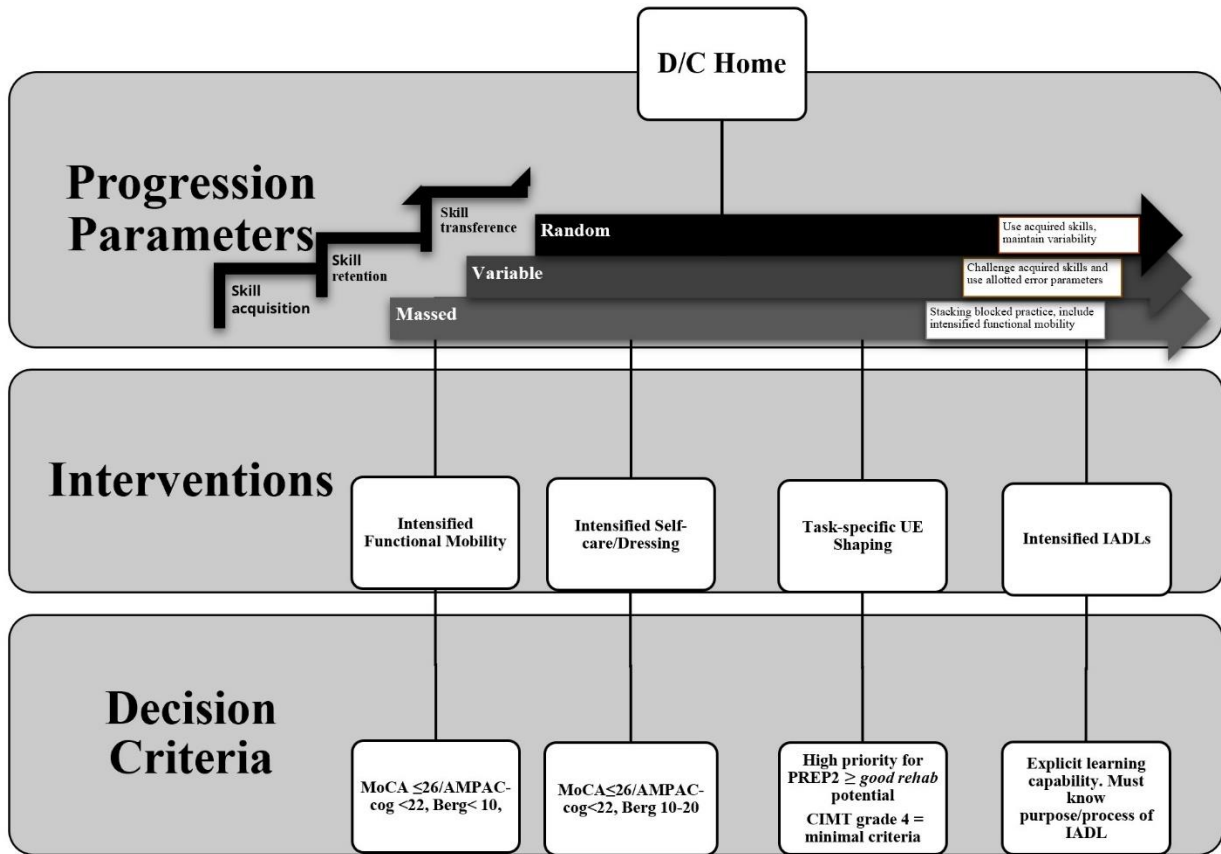 D/C Home
Progression
Parameters
Skill
acquisition
Skill
retention
Skill
transference
Random
Use acquired skills,
maintain variability
Variable
Challenge acquired skills and
use allotted error parameters
Massed
Stacking blocked practice, include
intensified functional mobility
Interventions
Intensified
Functional Mobility
Intensified Self-
care/Dressing
Task-specific UE
Shaping
Intensified IADLs
Decision
Criteria
MoCA ≤26/AMPAC-
cog <22, Berg< 10,
MoCA≤26/AMPAC-
cog<22, Berg 10-20
High priority for
PREP2 ≥ good rehab
potential
CIMT grade 4 =
minimal criteria
Explicit learning
capability. Must
know
purpose/process of
IADL